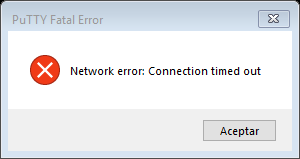 PuTTY Fatal Error
Network error: Connection timed out
Aceptar